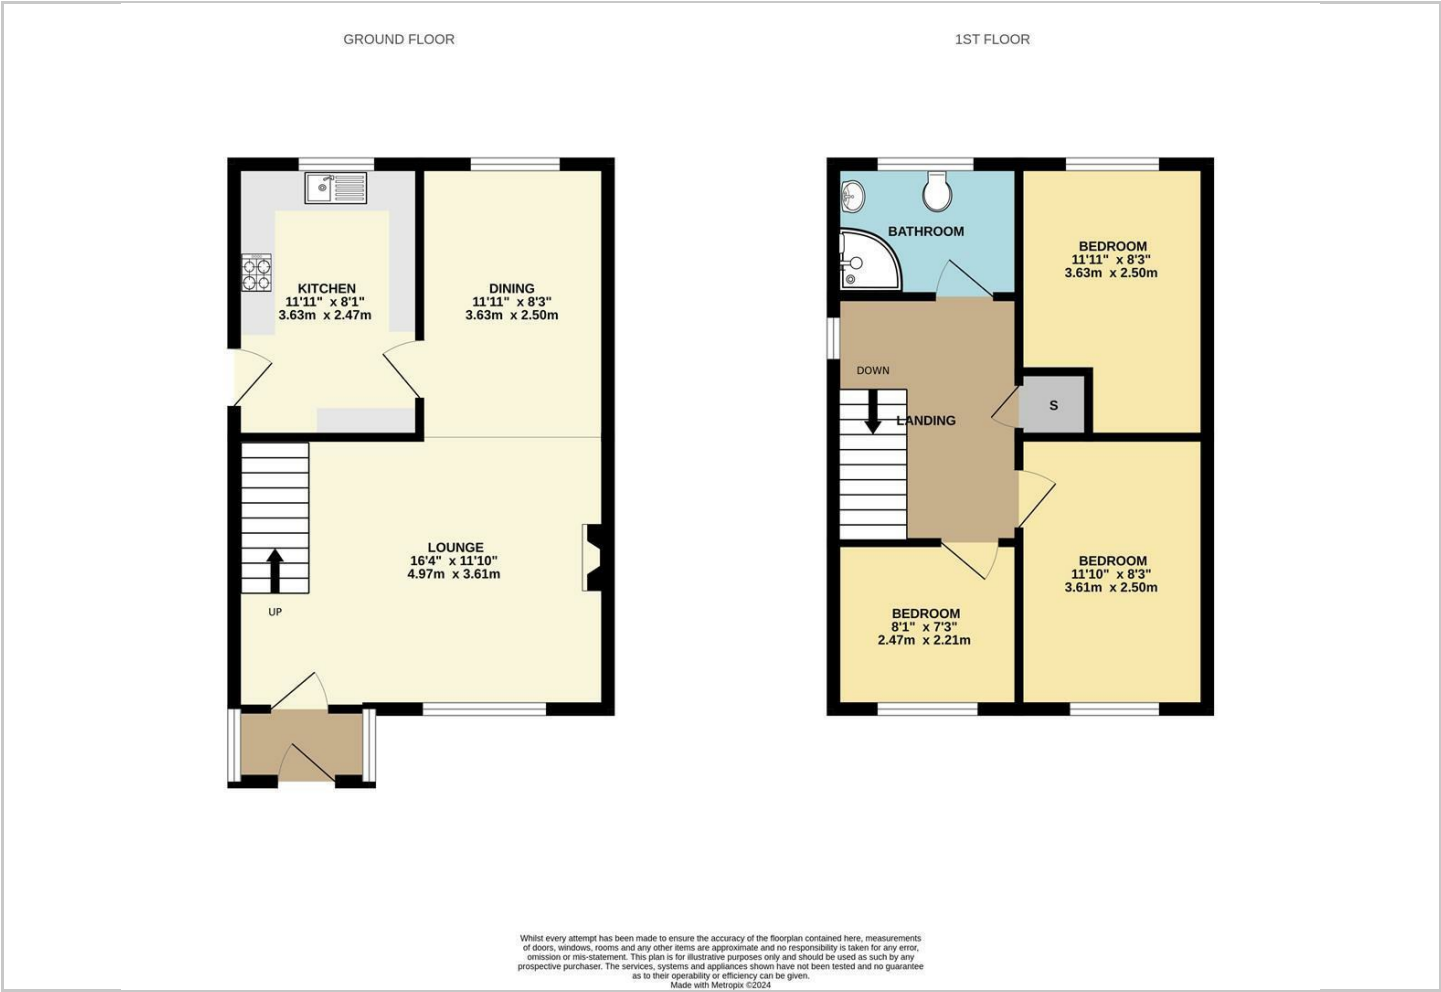 GROUND FLOOR
1ST FLOOR
KITCHEN
11'11" x 8'1"
3.63m x 2.47m
DINING
11'11" x 8'3"
3.63m x 2.50m
LOUNGE
16'4" x 11'10"
4.97m x 3.61m
UP
BATHROOM
BEDROOM
11'11" x 8'3"
3.63m x 2.50m
DOWN
LANDING
S
BEDROOM
11'10" x 8'3"
3.61m x 2.50m
BEDROOM
8'1" x 7'3"
2.47m x 2.21m
Whilst every attempt has been made to ensure the accuracy of the floorplan contained here, measurements
of doors, windows, rooms and any other items are approximate and no responsibility is taken for any error,
omission or mis-statement. This plan is for illustrative purposes only and should be used as such by any
prospective purchaser. The services, systems and appliances shown have not been tested and no guarantee
as to their operability or efficiency can be given.
Made with Metropix ©2024